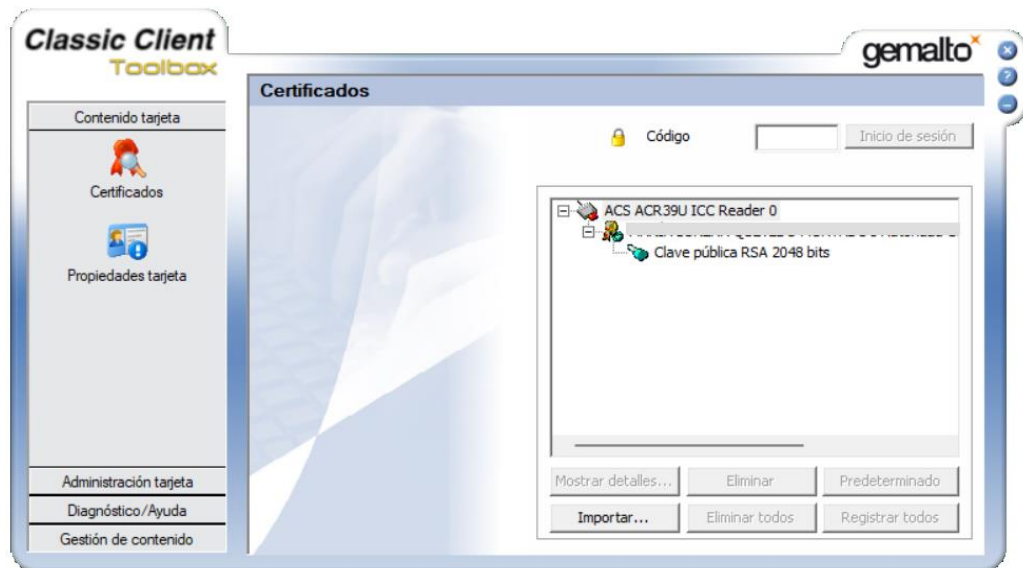 Classic Client
Toolbox
gemalto
Certificados
Contenido tarjeta
Certificados
Propiedades tarjeta
Administración tarjeta
Diagnóstico/Ayuda
Gestión de contenido
Código
Inicio de sesión
ACS ACR39U ICC Reader 0
Clave pública RSA 2048 bits
Mostrar detalles... Eliminar Predeterminado
Importar... Eliminar todos Registrar todos